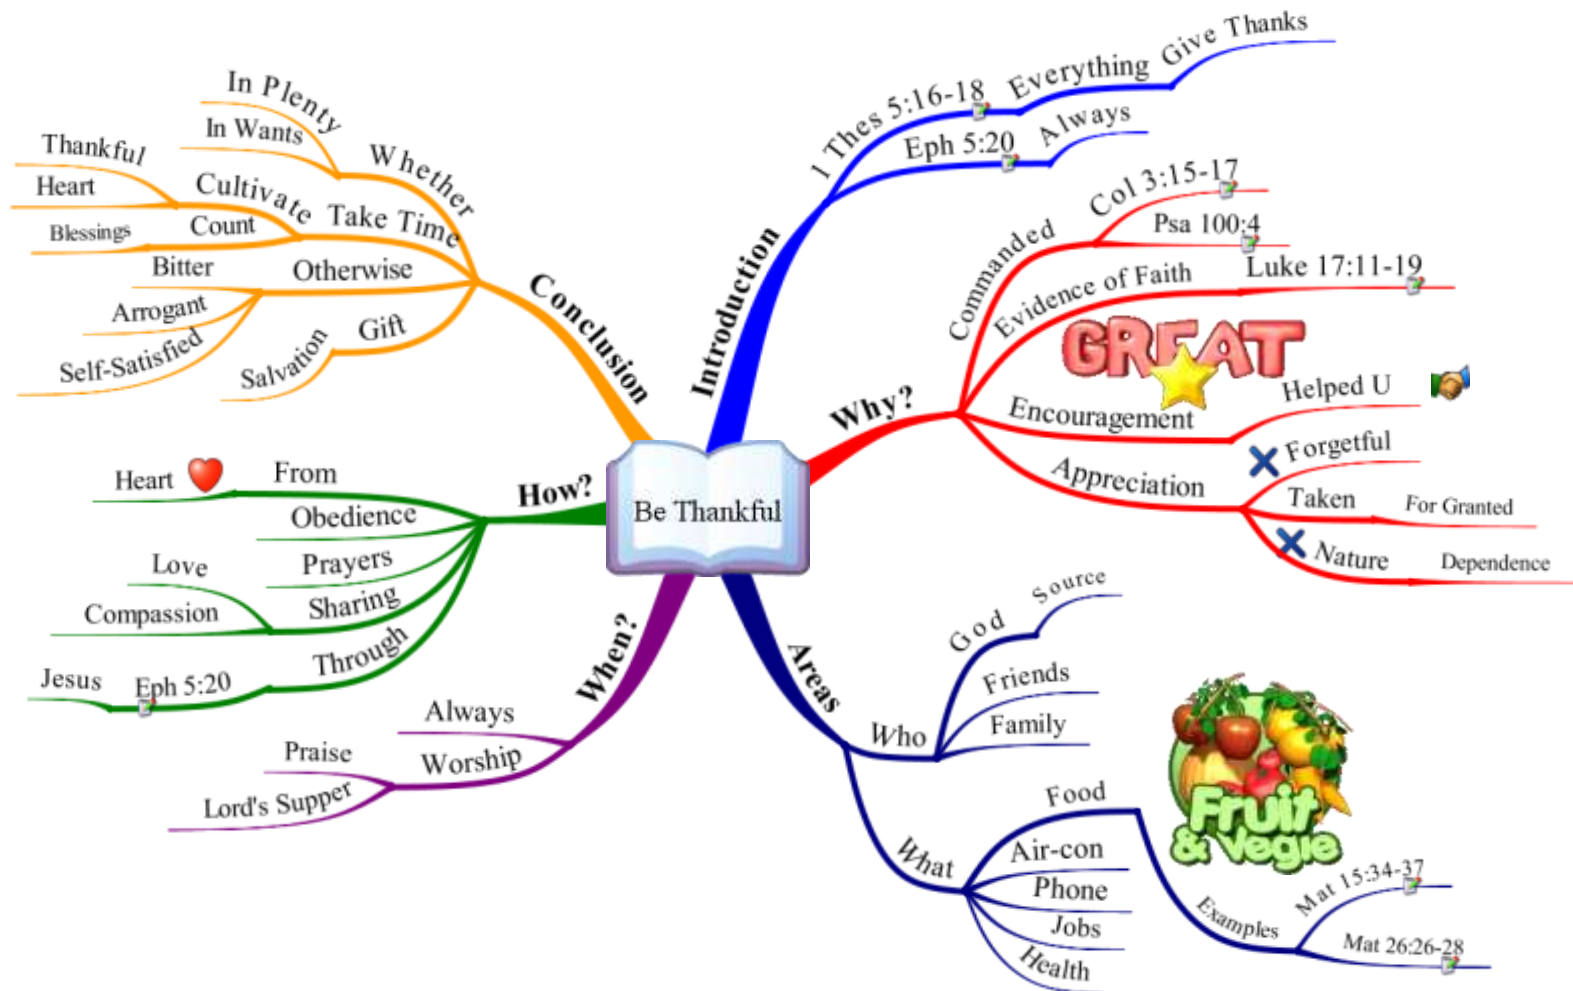 Be Thankful
Introduction
1 Thes 5:16-18
Everything
Give Thanks
Eph 5:20
Always
Why?
Commanded
Col 3:15-17
Psa 100:4
Evidence of Faith
Luke 17:11-19
GREAT
Encouragement
Helped U
Appreciation
Forgetful
Taken
For Granted
Nature
Dependence
Areas
Who
God
Source
Friends
Family
What
Food
Fruit
& Vegie
Examples
Mat 15:34-37
Mat 26:26-28
Air-con
Phone
Jobs
Health
When?
Always
Worship
Praise
Lord's Supper
How?
From
Heart
Obedience
Prayers
Sharing
Love
Compassion
Through
Eph 5:20
Jesus
Conclusion
Whether
In Plenty
In Wants
Take Time
Cultivate
Thankful
Heart
Count
Blessings
Otherwise
Bitter
Arrogant
Self-Satisfied
Gift
Salvation